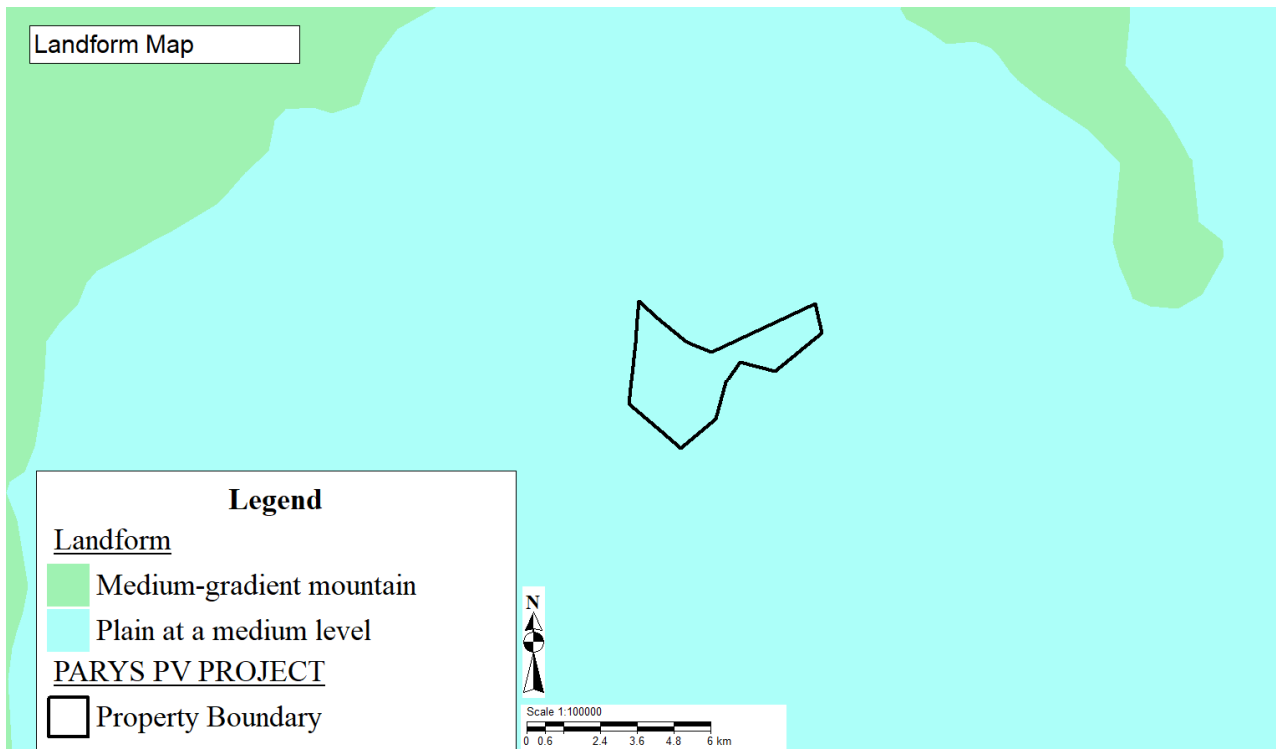 Landform Map
Legend
Landform
Medium-gradient mountain
Plain at a medium level
PARYS PV PROJECT
Property Boundary
N
Scale 1:100000
0 0.6 2.4 3.6 4.8 6 km